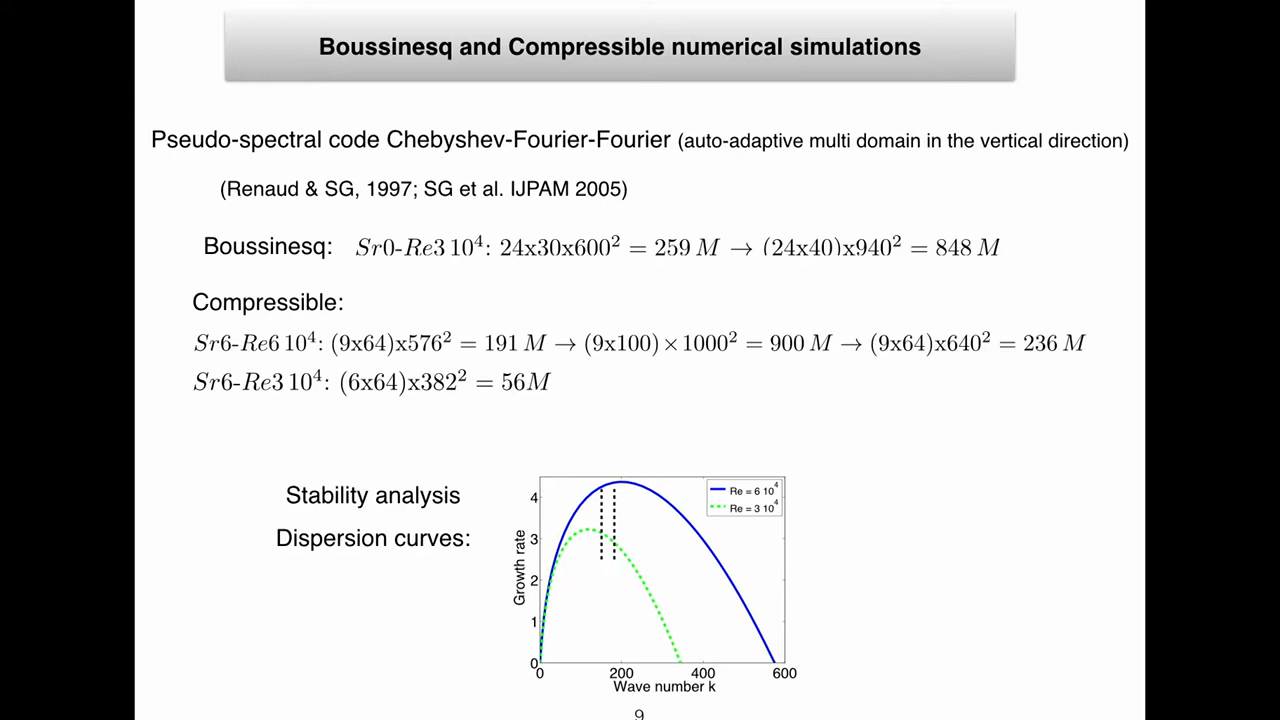 Boussinesq and Compressible numerical simulations
Pseudo-spectral code Chebyshev-Fourier-Fourier (auto-adaptive multi domain in the vertical direction)
(Renaud & SG, 1997; SG et al. IJPAM 2005)
Boussinesq: Sr0-Re3 10⁴: 24x30x600² = 259 M → (24x40)x940² = 848 M
Compressible:
Sr6-Re6 10⁴: (9x64)x576² = 191 M → (9x100)×1000² = 900 M → (9x64)x640² = 236 M
Sr6-Re3 10⁴: (6x64)x382² = 56M
Stability analysis
Dispersion curves:
Growth rate
4
3
2
1
0
Re = 6 10⁴
Re = 3 10⁴
0 200 400 600
Wave number k
9